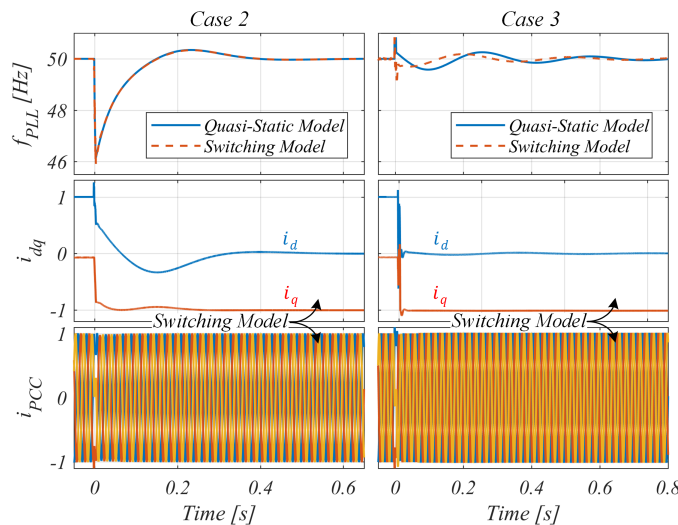 Case 2
Case 3
f_PLL [Hz]
50
48
46
Quasi-Static Model
Switching Model
Quasi-Static Model
Switching Model
i_dq
1
0
-1
i_d
i_q
i_d
i_q
Switching Model
Switching Model
i_PCC
1
0
-1
0
0.2
0.4
0.6
0
0.2
0.4
0.6
0.8
Time [s]
Time [s]